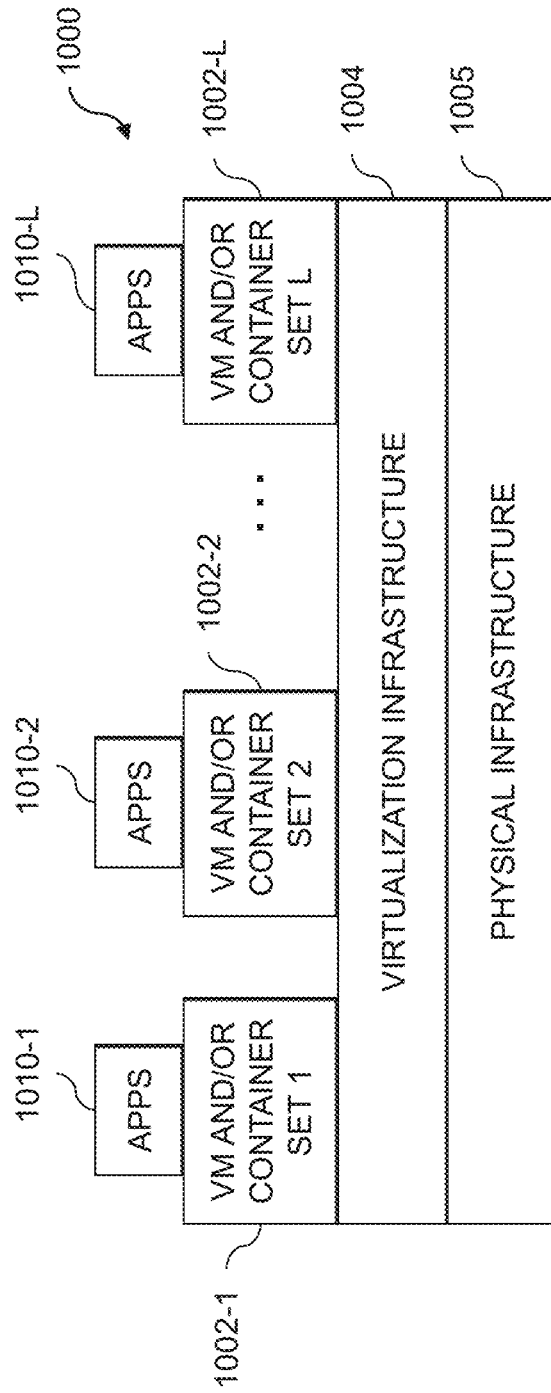 1000
1010-1
1010-2
1010-L
APPS
APPS
APPS
1002-1
VM AND/OR
CONTAINER
SET 1
VM AND/OR
CONTAINER
SET 2
1002-2
. . .
VM AND/OR
CONTAINER
SET L
1002-L
VIRTUALIZATION INFRASTRUCTURE
1004
PHYSICAL INFRASTRUCTURE
1005